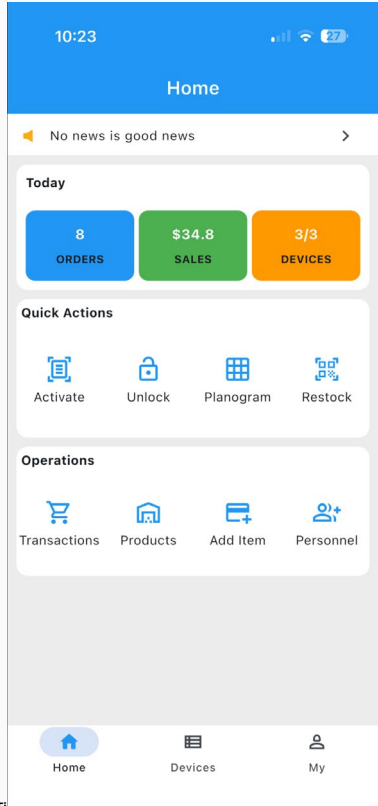 10:23
27
Home
No news is good news
Today
8
ORDERS
$34.8
SALES
3/3
DEVICES
Quick Actions
Activate
Unlock
Planogram
Restock
Operations
Transactions
Products
Add Item
Personnel
Home
Devices
My